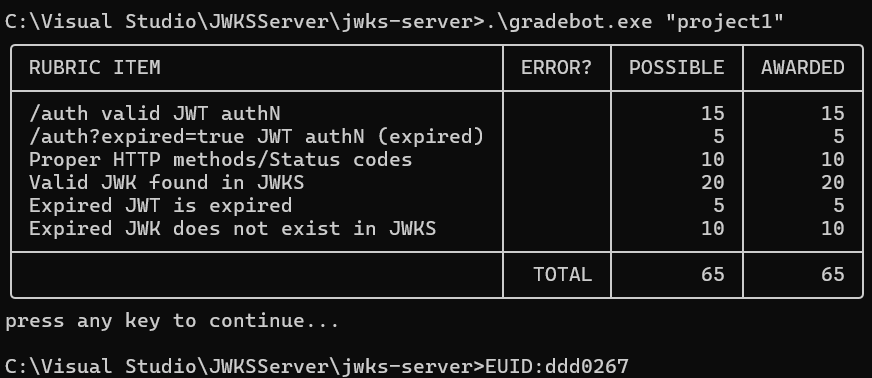 C:\Visual Studio\JWKSServer\jwks-server>.\gradebot.exe "project1"
RUBRIC ITEM ERROR? POSSIBLE AWARDED
/auth valid JWT authN 15 15
/auth?expired=true JWT authN (expired) 5 5
Proper HTTP methods/Status codes 10 10
Valid JWK found in JWKS 20 20
Expired JWT is expired 5 5
Expired JWK does not exist in JWKS 10 10
TOTAL 65 65
press any key to continue...
C:\Visual Studio\JWKSServer\jwks-server>EUID:ddd0267